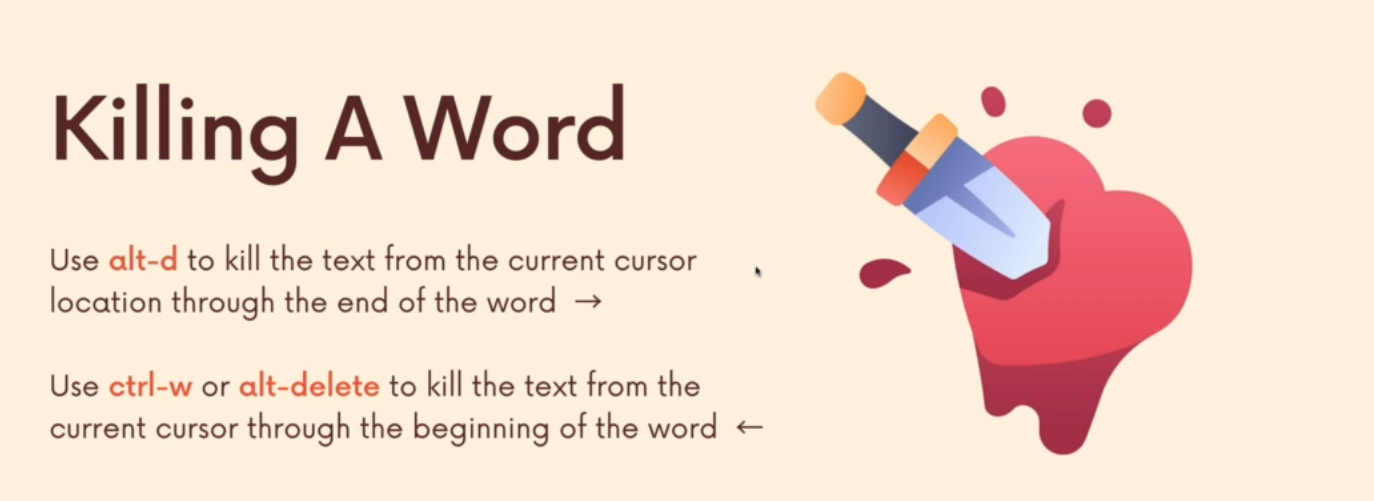 Killing A Word
Use alt-d to kill the text from the current cursor
location through the end of the word →
Use ctrl-w or alt-delete to kill the text from the
current cursor through the beginning of the word ←